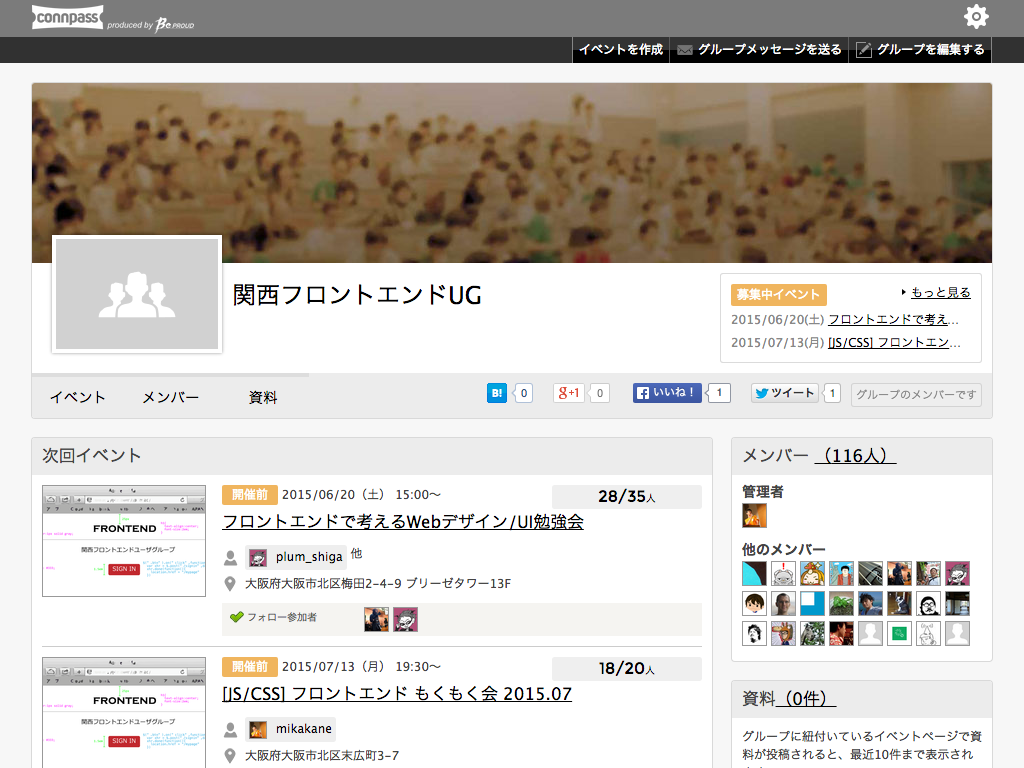 connpass produced by Be PROUD
イベントを作成 グループメッセージを送る グループを編集する
関西フロントエンドUG
募集中イベント もっと見る
2015/06/20(土) フロントエンドで考え...
2015/07/13(月) [JS/CSS] フロントエン...
イベント メンバー 資料
B! 0 g+1 0 いいね！ 1 ツイート 1 グループのメンバーです
次回イベント
開催前 2015/06/20（土） 15:00〜
28/35人
フロントエンドで考えるWebデザイン/UI勉強会
plum_shiga 他
大阪府大阪市北区梅田2-4-9 ブリーゼタワー13F
フォロー参加者
FRONTEND
関西フロントエンドユーザグループ
SIGN IN
開催前 2015/07/13（月） 19:30〜
18/20人
[JS/CSS] フロントエンド もくもく会 2015.07
mikakane
大阪府大阪市北区末広町3-7
FRONTEND
関西フロントエンドユーザグループ
SIGN IN
メンバー （116人）
管理者
他のメンバー
資料（0件）
グループに紐付いているイベントページで資
料が投稿されると、最近10件まで表示され